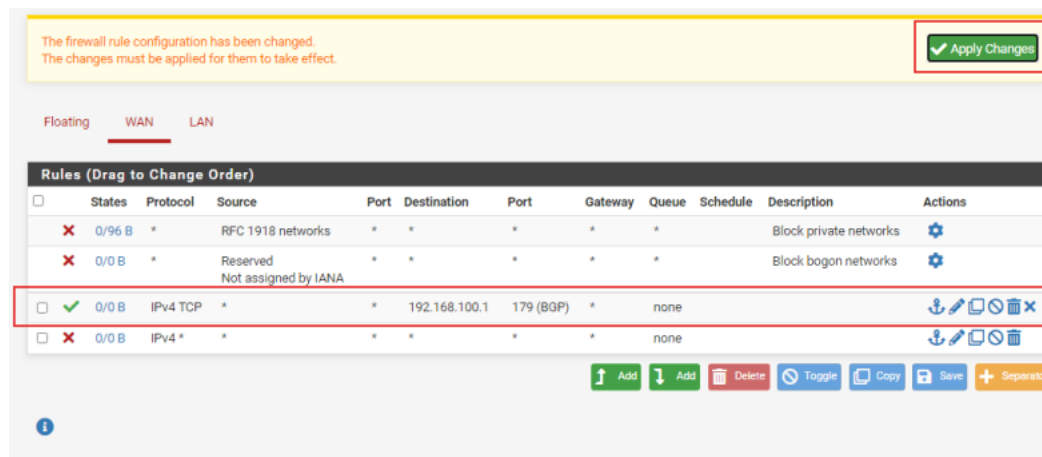 The firewall rule configuration has been changed.
The changes must be applied for them to take effect.
Apply Changes
Floating WAN LAN
Rules (Drag to Change Order)
States Protocol Source Port Destination Port Gateway Queue Schedule Description Actions
0/96 B * RFC 1918 networks * * * * * Block private networks
0/0 B * Reserved * * * * * Block bogon networks
Not assigned by IANA
0/0 B IPv4 TCP * * 192.168.100.1 179 (BGP) * none
0/0 B IPv4 * * * * * * none
Add Add Delete Toggle Copy Save Separato